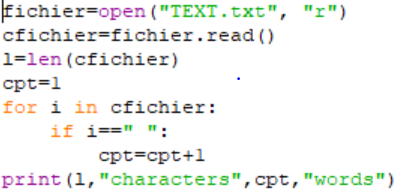 fichier=open("TEXT.txt", "r")
cfichier=fichier.read()
l=len(cfichier)
cpt=1
for i in cfichier:
    if i==" ":
        cpt=cpt+1
print(l,"characters",cpt,"words")